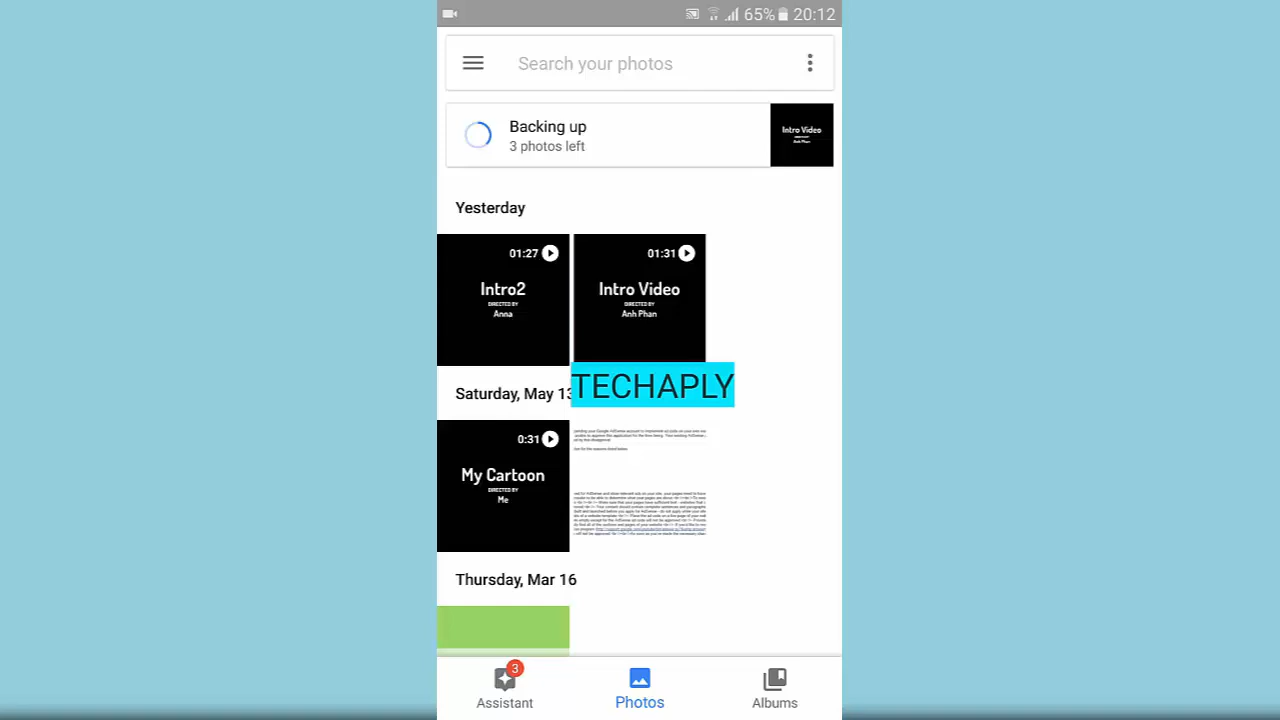 65% 20:12
Search your photos
Backing up
3 photos left
Intro Video
Anh Phan
Yesterday
01:27
01:31
Intro2
DIRECTED BY
Anna
Intro Video
DIRECTED BY
Anh Phan
Saturday, May 13
TECHAPLY
0:31
My Cartoon
DIRECTED BY
Me
Thursday, Mar 16
3
Assistant
Photos
Albums